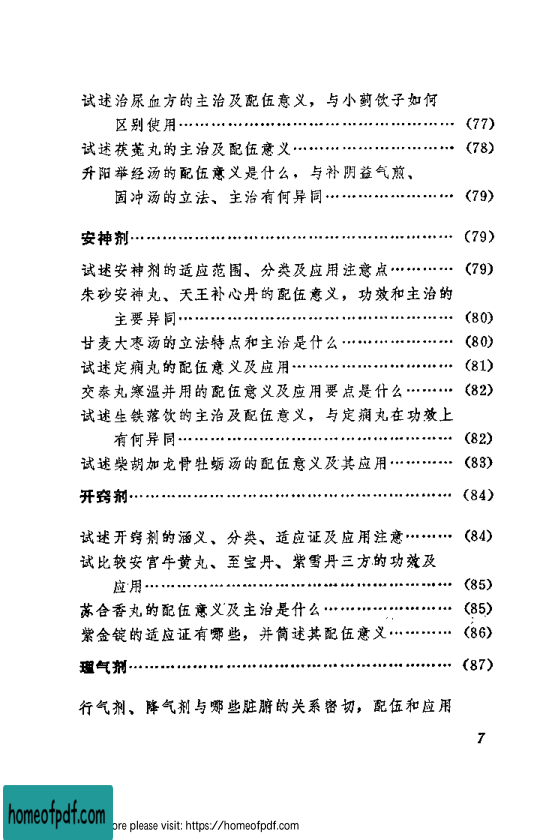 试述治尿血方的主治及配伍意义，与小蓟饮子如何
区别使用……………………………………………(77)
试述茯菟丸的主治及配伍意义…………………………(78)
升阳举经汤的配伍意义是什么，与补阴益气煎、
固冲汤的立法、主治有何异同……………………(79)
安神剂……………………………………………………(79)
试述安神剂的适应范围、分类及应用注意点…………(79)
朱砂安神丸、天王补心丹的配伍意义，功效和主治的
主要异同……………………………………………(80)
甘麦大枣汤的立法特点和主治是什么…………………(80)
试述定痫丸的配伍意义及应用…………………………(81)
交泰丸寒温并用的配伍意义及应用要点是什么………(82)
试述生铁落饮的主治及配伍意义，与定痫丸在功效上
有何异同……………………………………………(82)
试述柴胡加龙骨牡蛎汤的配伍意义及其应用…………(83)
开窍剂……………………………………………………(84)
试述开窍剂的涵义、分类、适应证及应用注意………(84)
试比较安宫牛黄丸、至宝丹、紫雪丹三方的功效及
应用…………………………………………………(85)
苏合香丸的配伍意义及主治是什么……………………(85)
紫金锭的适应证有哪些，并简述其配伍意义…………(86)
理气剂……………………………………………………(87)
行气剂、降气剂与哪些脏腑的关系密切，配伍和应用
7
homeofpdf.com
ore please visit: https://homeofpdf.com